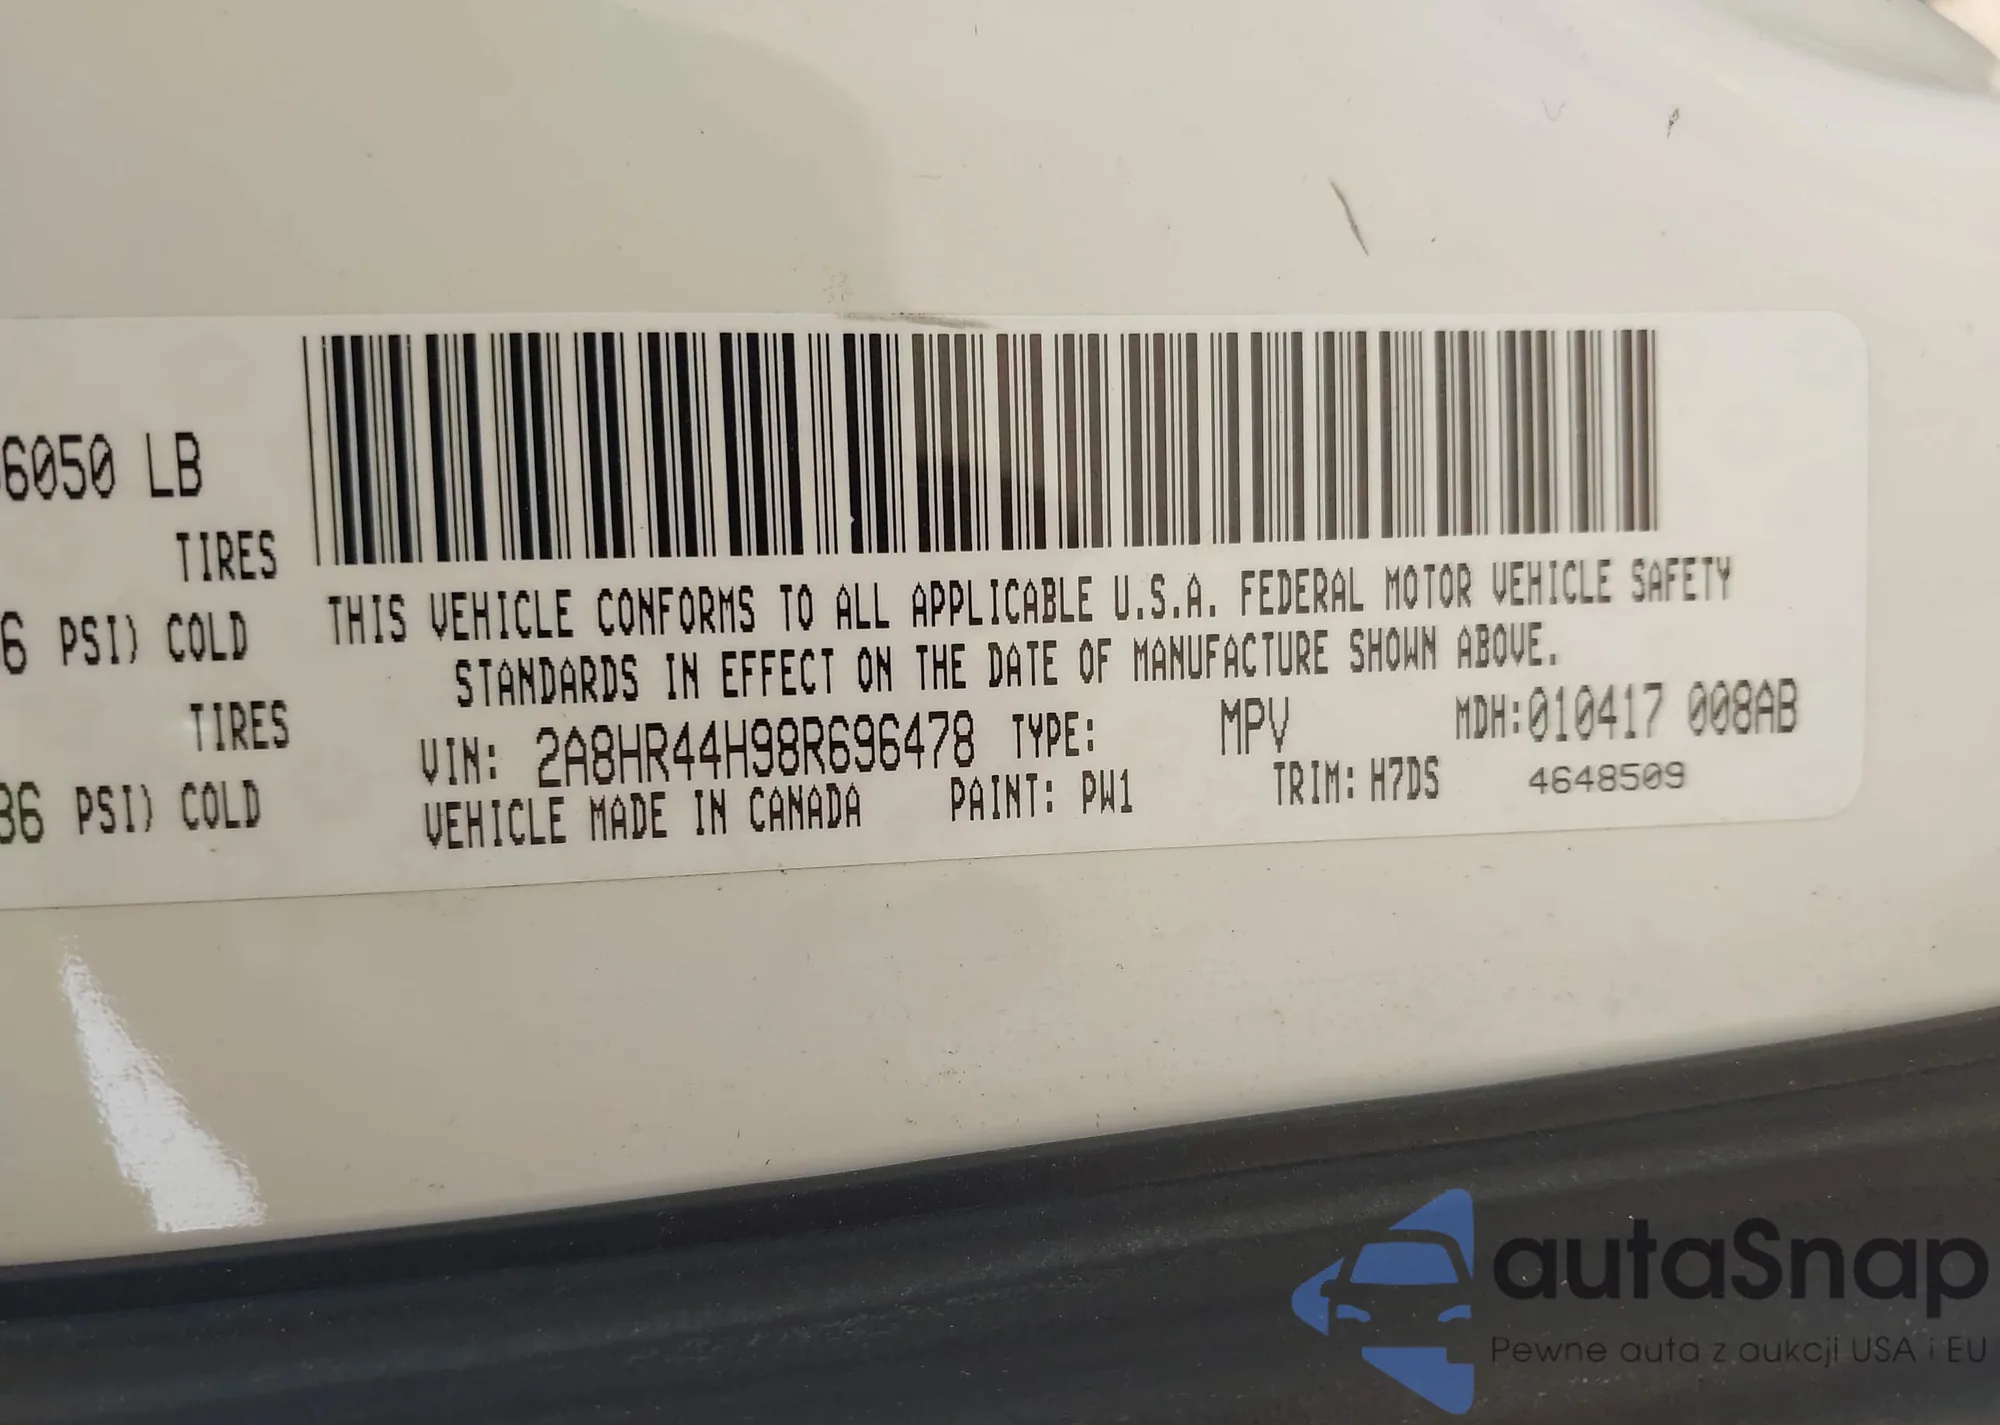 6050 LB
TIRES
6 PSI) COLD
TIRES
36 PSI) COLD
THIS VEHICLE CONFORMS TO ALL APPLICABLE U.S.A. FEDERAL MOTOR VEHICLE SAFETY
STANDARDS IN EFFECT ON THE DATE OF MANUFACTURE SHOWN ABOVE.
VIN: 2A8HR44H98R696478 TYPE: MPV MDH:010417 008AB
VEHICLE MADE IN CANADA PAINT: PW1 TRIM: H7DS 4648509
autaSnap
Pewne auta z aukcji USA i EU